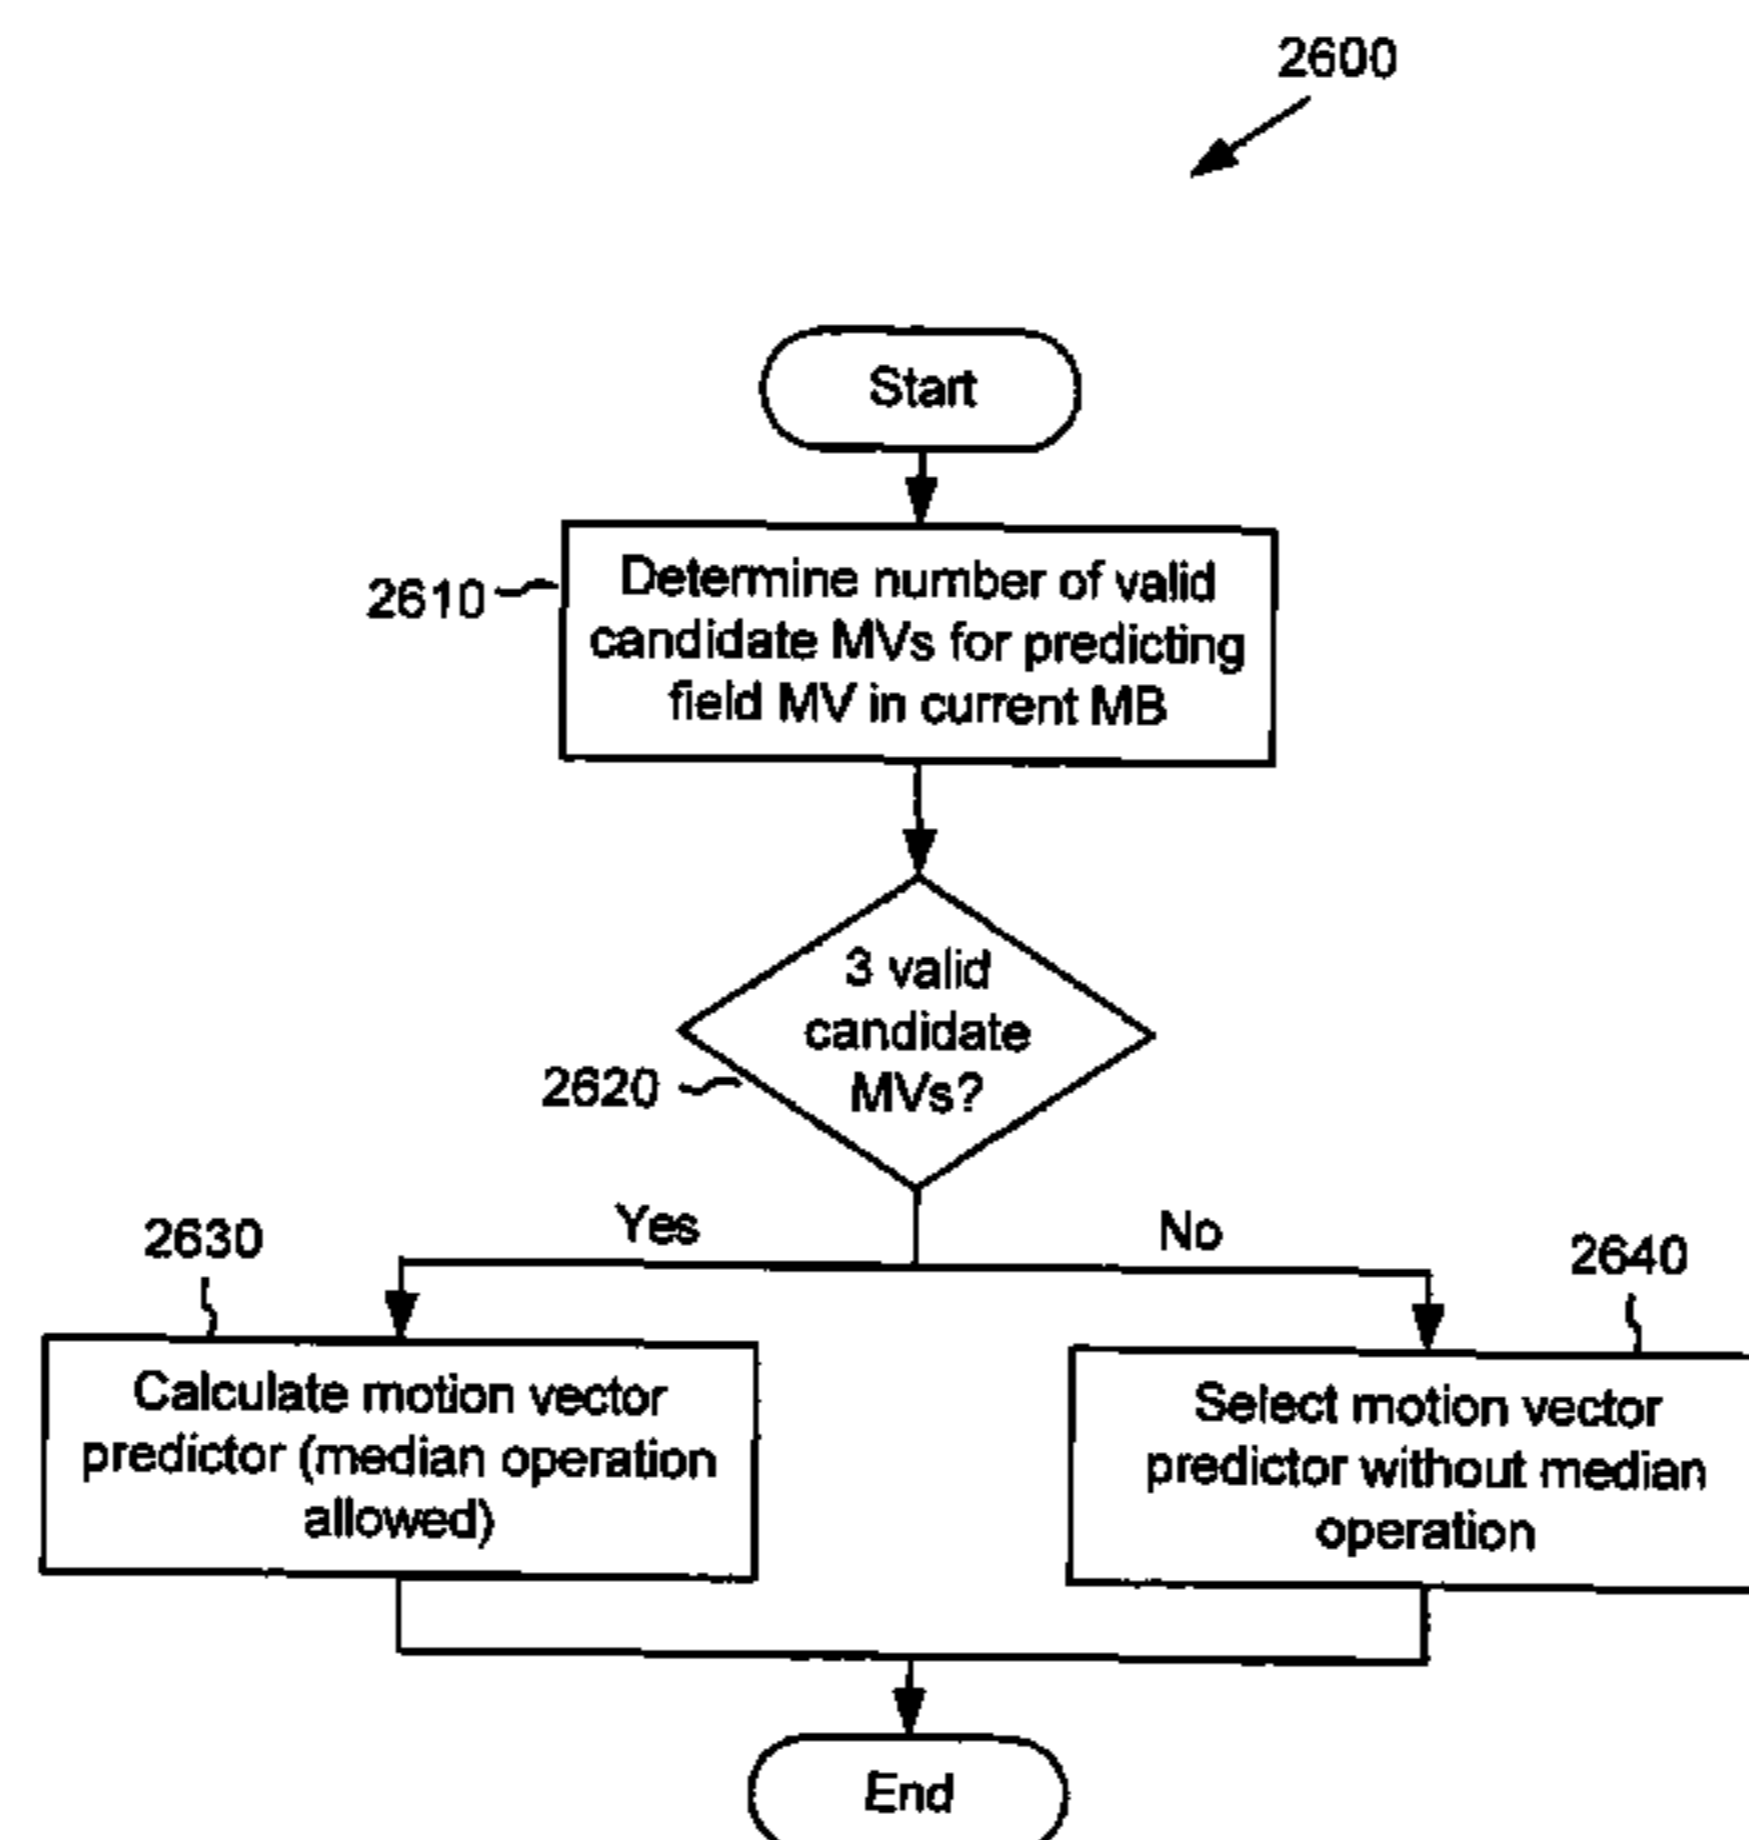 2600
Start
2610
Determine number of valid
candidate MVs for predicting
field MV in current MB
3 valid
candidate
MVs?
2620
Yes
No
2630
2640
Calculate motion vector
predictor (median operation
allowed)
Select motion vector
predictor without median
operation
End